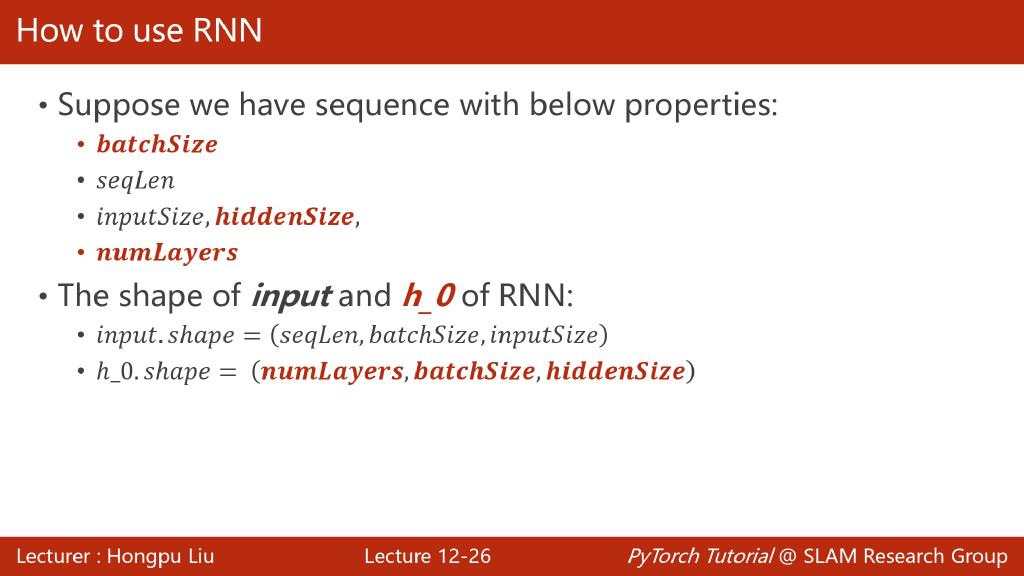 How to use RNN
• Suppose we have sequence with below properties:
• batchSize
• seqLen
• inputSize, hiddenSize,
• numLayers
• The shape of input and h_0 of RNN:
• input.shape = (seqLen, batchSize, inputSize)
• h_0.shape = (numLayers, batchSize, hiddenSize)
Lecturer : Hongpu Liu
Lecture 12-26
PyTorch Tutorial @ SLAM Research Group